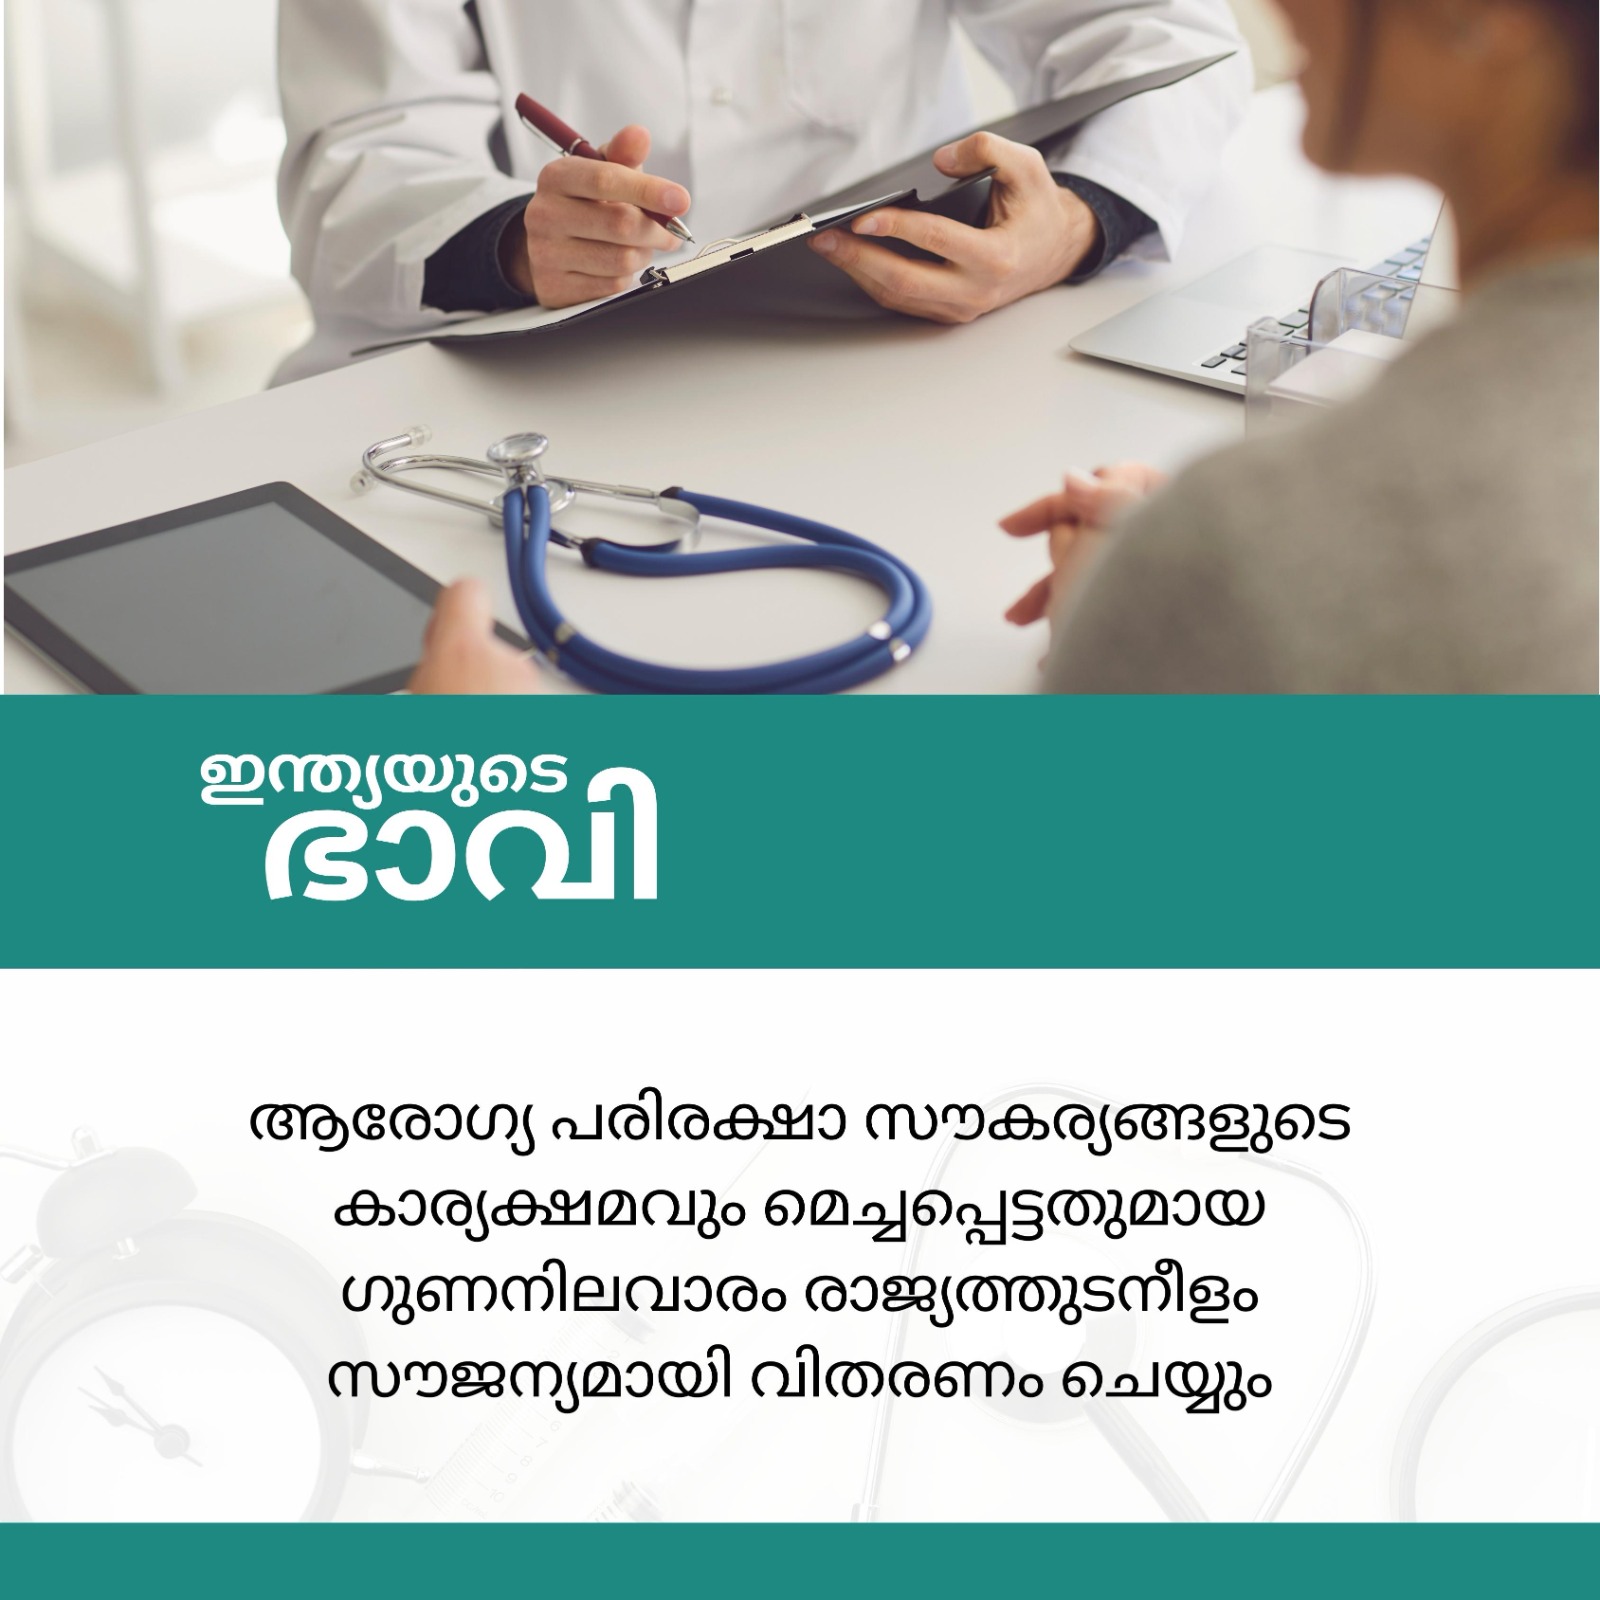 ഇന്ത്യയുടെ
ഭാവി
ആരോഗ്യ പരിരക്ഷാ സൗകര്യങ്ങളുടെ
കാര്യക്ഷമവും മെച്ചപ്പെട്ടതുമായ
ഗുണനിലവാരം രാജ്യത്തുടനീളം
സൗജന്യമായി വിതരണം ചെയ്യും